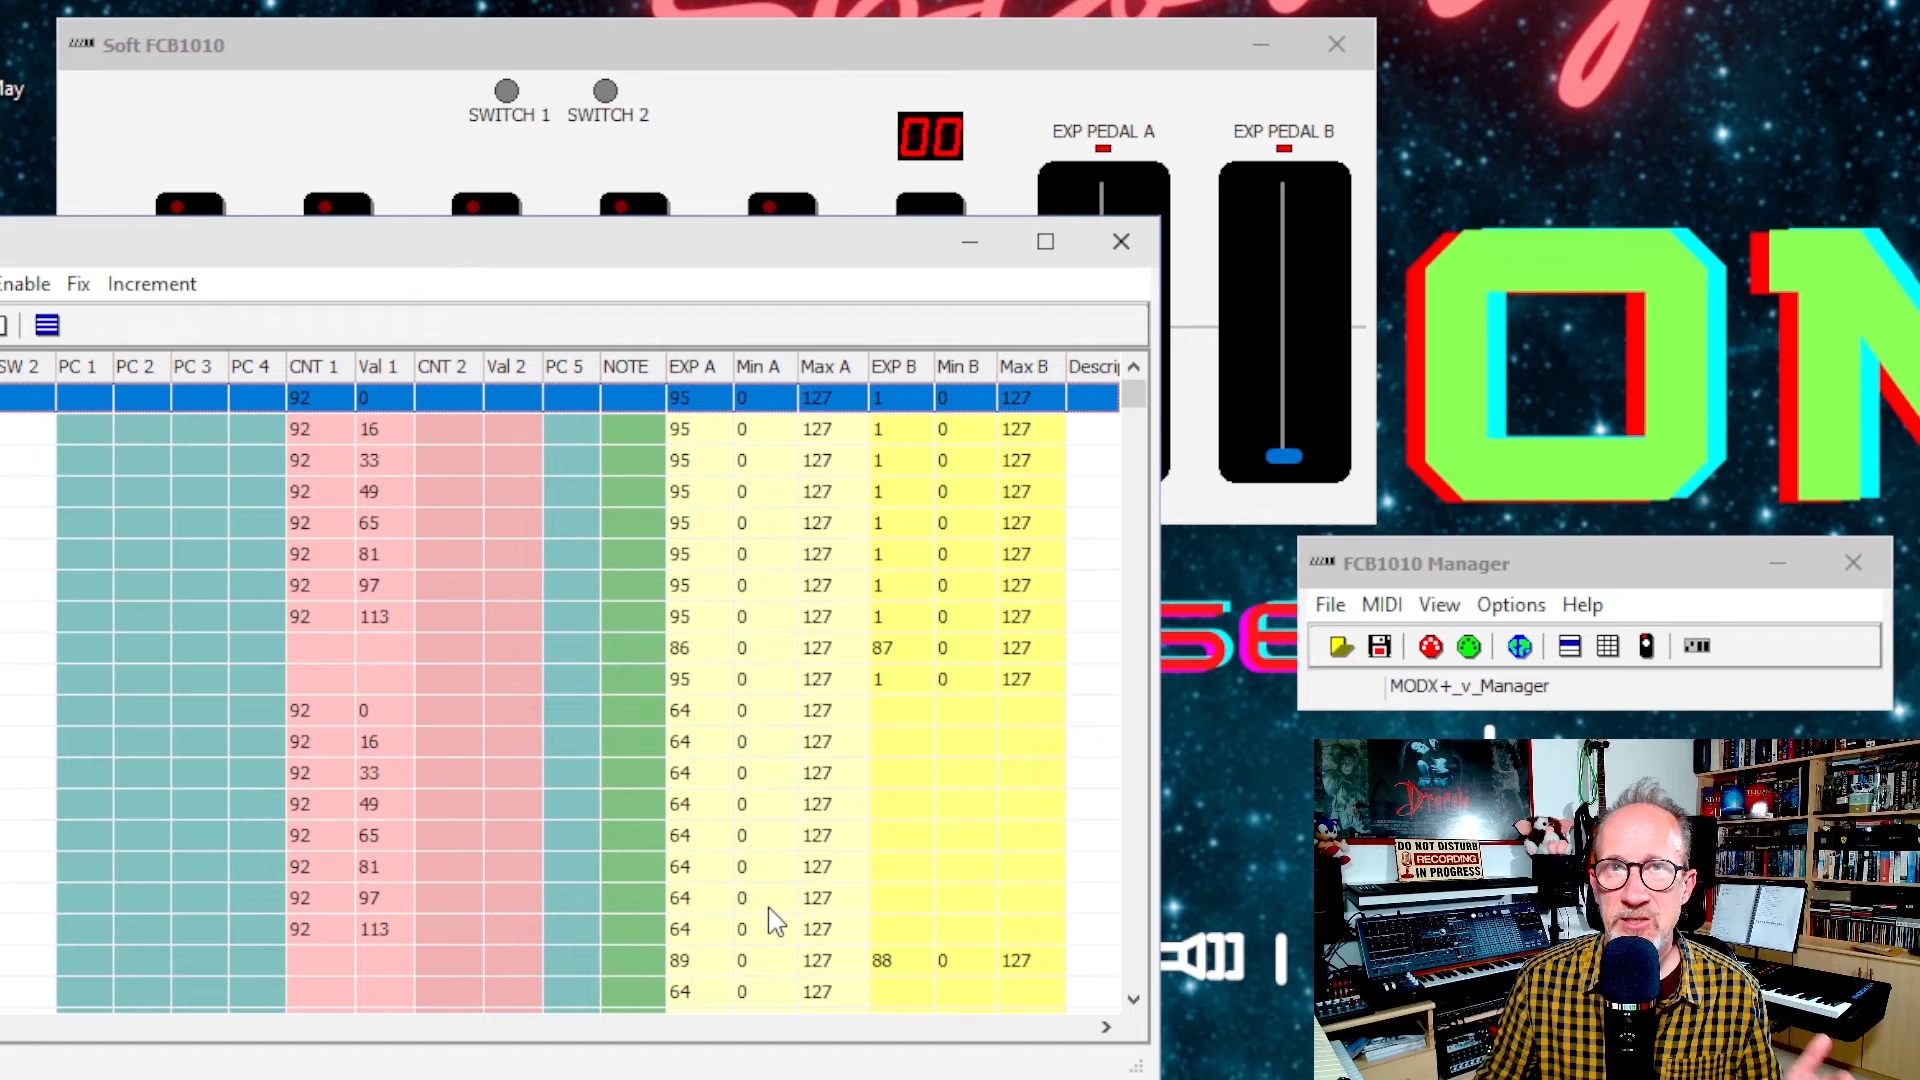 May
Soft FCB1010
SWITCH 1 SWITCH 2
00
EXP PEDAL A EXP PEDAL B
Enable Fix Increment
SW 2 PC 1 PC 2 PC 3 PC 4 CNT 1 Val 1 CNT 2 Val 2 PC 5 NOTE EXP A Min A Max A EXP B Min B Max B Descri
92 0 95 0 127 1 0 127
92 16 95 0 127 1 0 127
92 33 95 0 127 1 0 127
92 49 95 0 127 1 0 127
92 65 95 0 127 1 0 127
92 81 95 0 127 1 0 127
92 97 95 0 127 1 0 127
92 113 95 0 127 1 0 127
86 0 127 87 0 127
95 0 127 1 0 127
92 0 64 0 127
92 16 64 0 127
92 33 64 0 127
92 49 64 0 127
92 65 64 0 127
92 81 64 0 127
92 97 64 0 127
92 113 64 0 127
89 0 127 88 0 127
64 0 127
ON
SE
FCB1010 Manager
File MIDI View Options Help
MODX+_v_Manager
Dracula
DO NOT DISTURB
RECORDING
IN PROGRESS